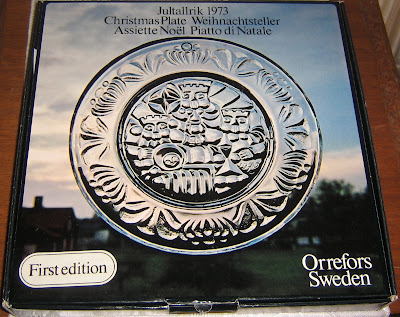 Jultallrik 1973
Christmas Plate Weihnachtsteller
Assiette Noël Piatto di Natale
First edition
Orrefors
Sweden